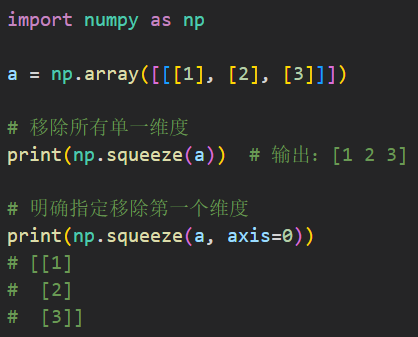 import numpy as np
a = np.array([[[1], [2], [3]]])
# 移除所有单一维度
print(np.squeeze(a))  # 输出：[1 2 3]
# 明确指定移除第一个维度
print(np.squeeze(a, axis=0))
# [[1]
#  [2]
#  [3]]